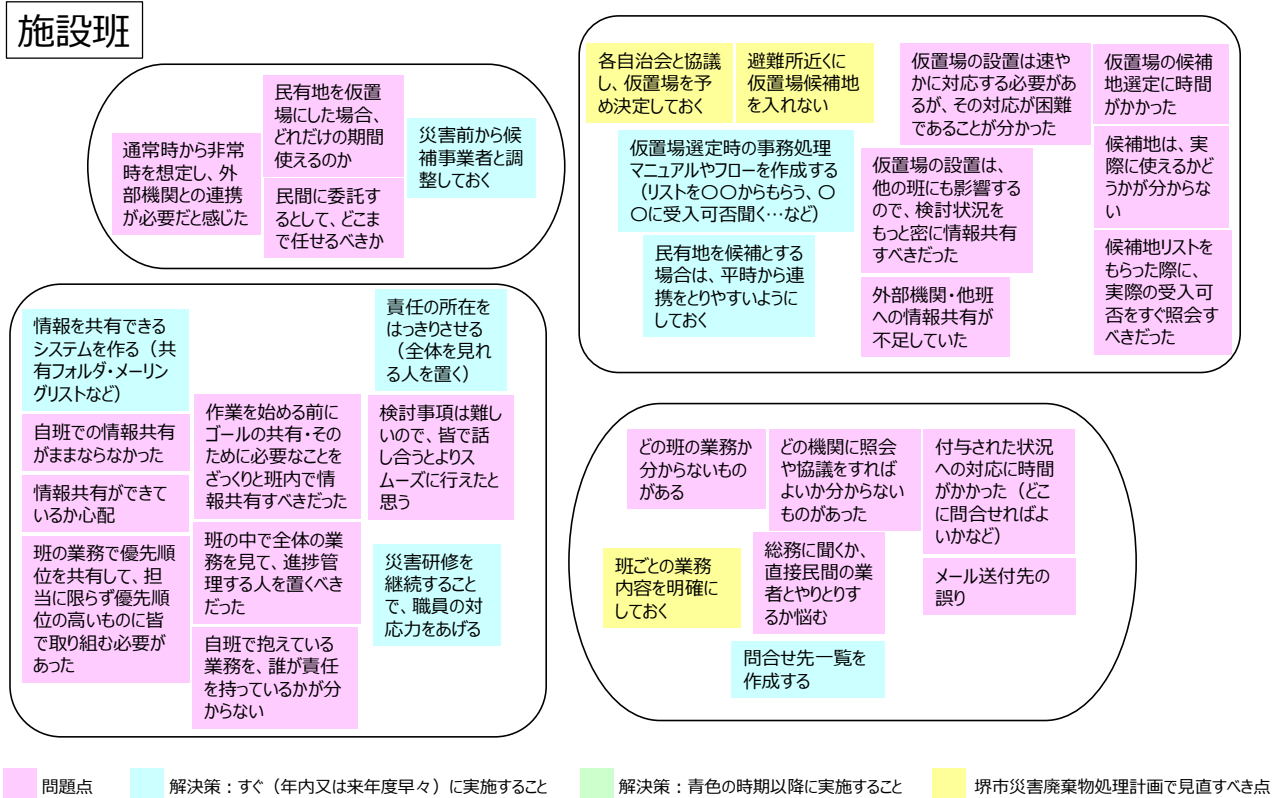 施設班
通常時から非常
時を想定し、外
部機関との連携
が必要だと感じた
民有地を仮置
場にした場合、
どれだけの期間
使えるのか
民間に委託す
るとして、どこま
で任せるべきか
災害前から候
補事業者と調
整しておく
各自治会と協議
し、仮置場を予
め決定しておく
避難所近くに
仮置場候補地
を入れない
仮置場選定時の事務処理
マニュアルやフローを作成する
（リストを〇〇からもらう、〇
〇に受入可否聞く…など）
民有地を候補とする
場合は、平時から連
携をとりやすいように
しておく
仮置場の設置は速や
かに対応する必要があ
るが、その対応が困難
であることが分かった
仮置場の設置は、
他の班にも影響する
ので、検討状況を
もっと密に情報共有
すべきだった
外部機関・他班
への情報共有が
不足していた
仮置場の候補
地選定に時間
がかかった
候補地は、実
際に使えるかど
うかが分からな
い
候補地リストを
もらった際に、
実際の受入可
否をすぐ照会す
べきだった
情報を共有できる
システムを作る（共
有フォルダ・メーリン
グリストなど）
自班での情報共有
がままならなかった
情報共有ができて
いるか心配
班の業務で優先順
位を共有して、担
当に限らず優先順
位の高いものに皆
で取り組む必要が
あった
作業を始める前に
ゴールの共有・その
ために必要なことを
ざっくりと班内で情
報共有すべきだった
班の中で全体の業
務を見て、進捗管
理する人を置くべき
だった
自班で抱えている
業務を、誰が責任
を持っているかが分
からない
責任の所在を
はっきりさせる
（全体を見れ
る人を置く）
検討事項は難し
いので、皆で話
し合うとよりス
ムーズに行えたと
思う
災害研修を
継続すること
で、職員の対
応力をあげる
どの班の業務か
分からないもの
がある
どの機関に照会
や協議をすれば
よいか分からない
ものがあった
付与された状況
への対応に時間
がかかった（どこ
に問合せればよ
いかなど）
班ごとの業務
内容を明確に
しておく
総務に聞くか、
直接民間の業
者とやりとりす
るか悩む
メール送付先の
誤り
問合せ先一覧を
作成する
問題点
解決策：すぐ（年内又は来年度早々）に実施すること
解決策：青色の時期以降に実施すること
堺市災害廃棄物処理計画で見直すべき点